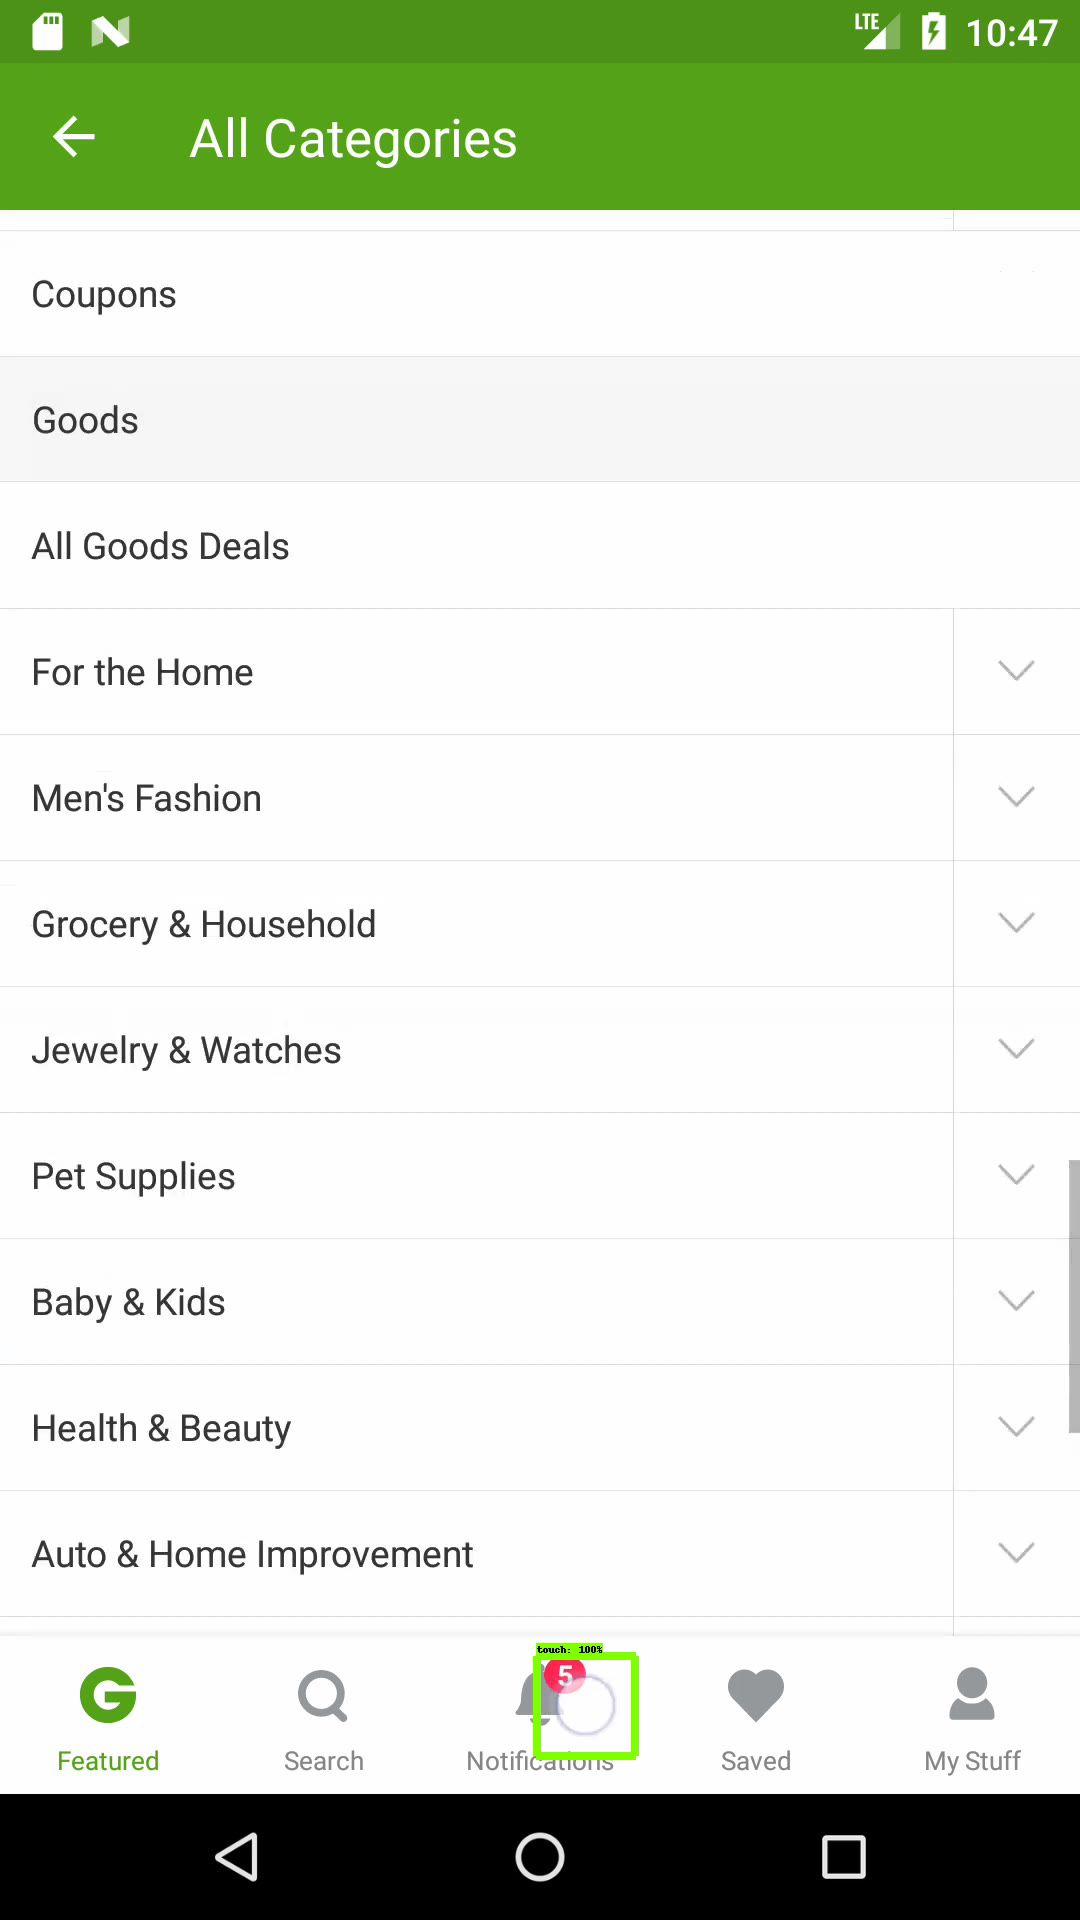 LTE 10:47
All Categories
Coupons
Goods
All Goods Deals
For the Home
Men's Fashion
Grocery & Household
Jewelry & Watches
Pet Supplies
Baby & Kids
Health & Beauty
Auto & Home Improvement
touch: 100%
5
Featured Search Notifications Saved My Stuff